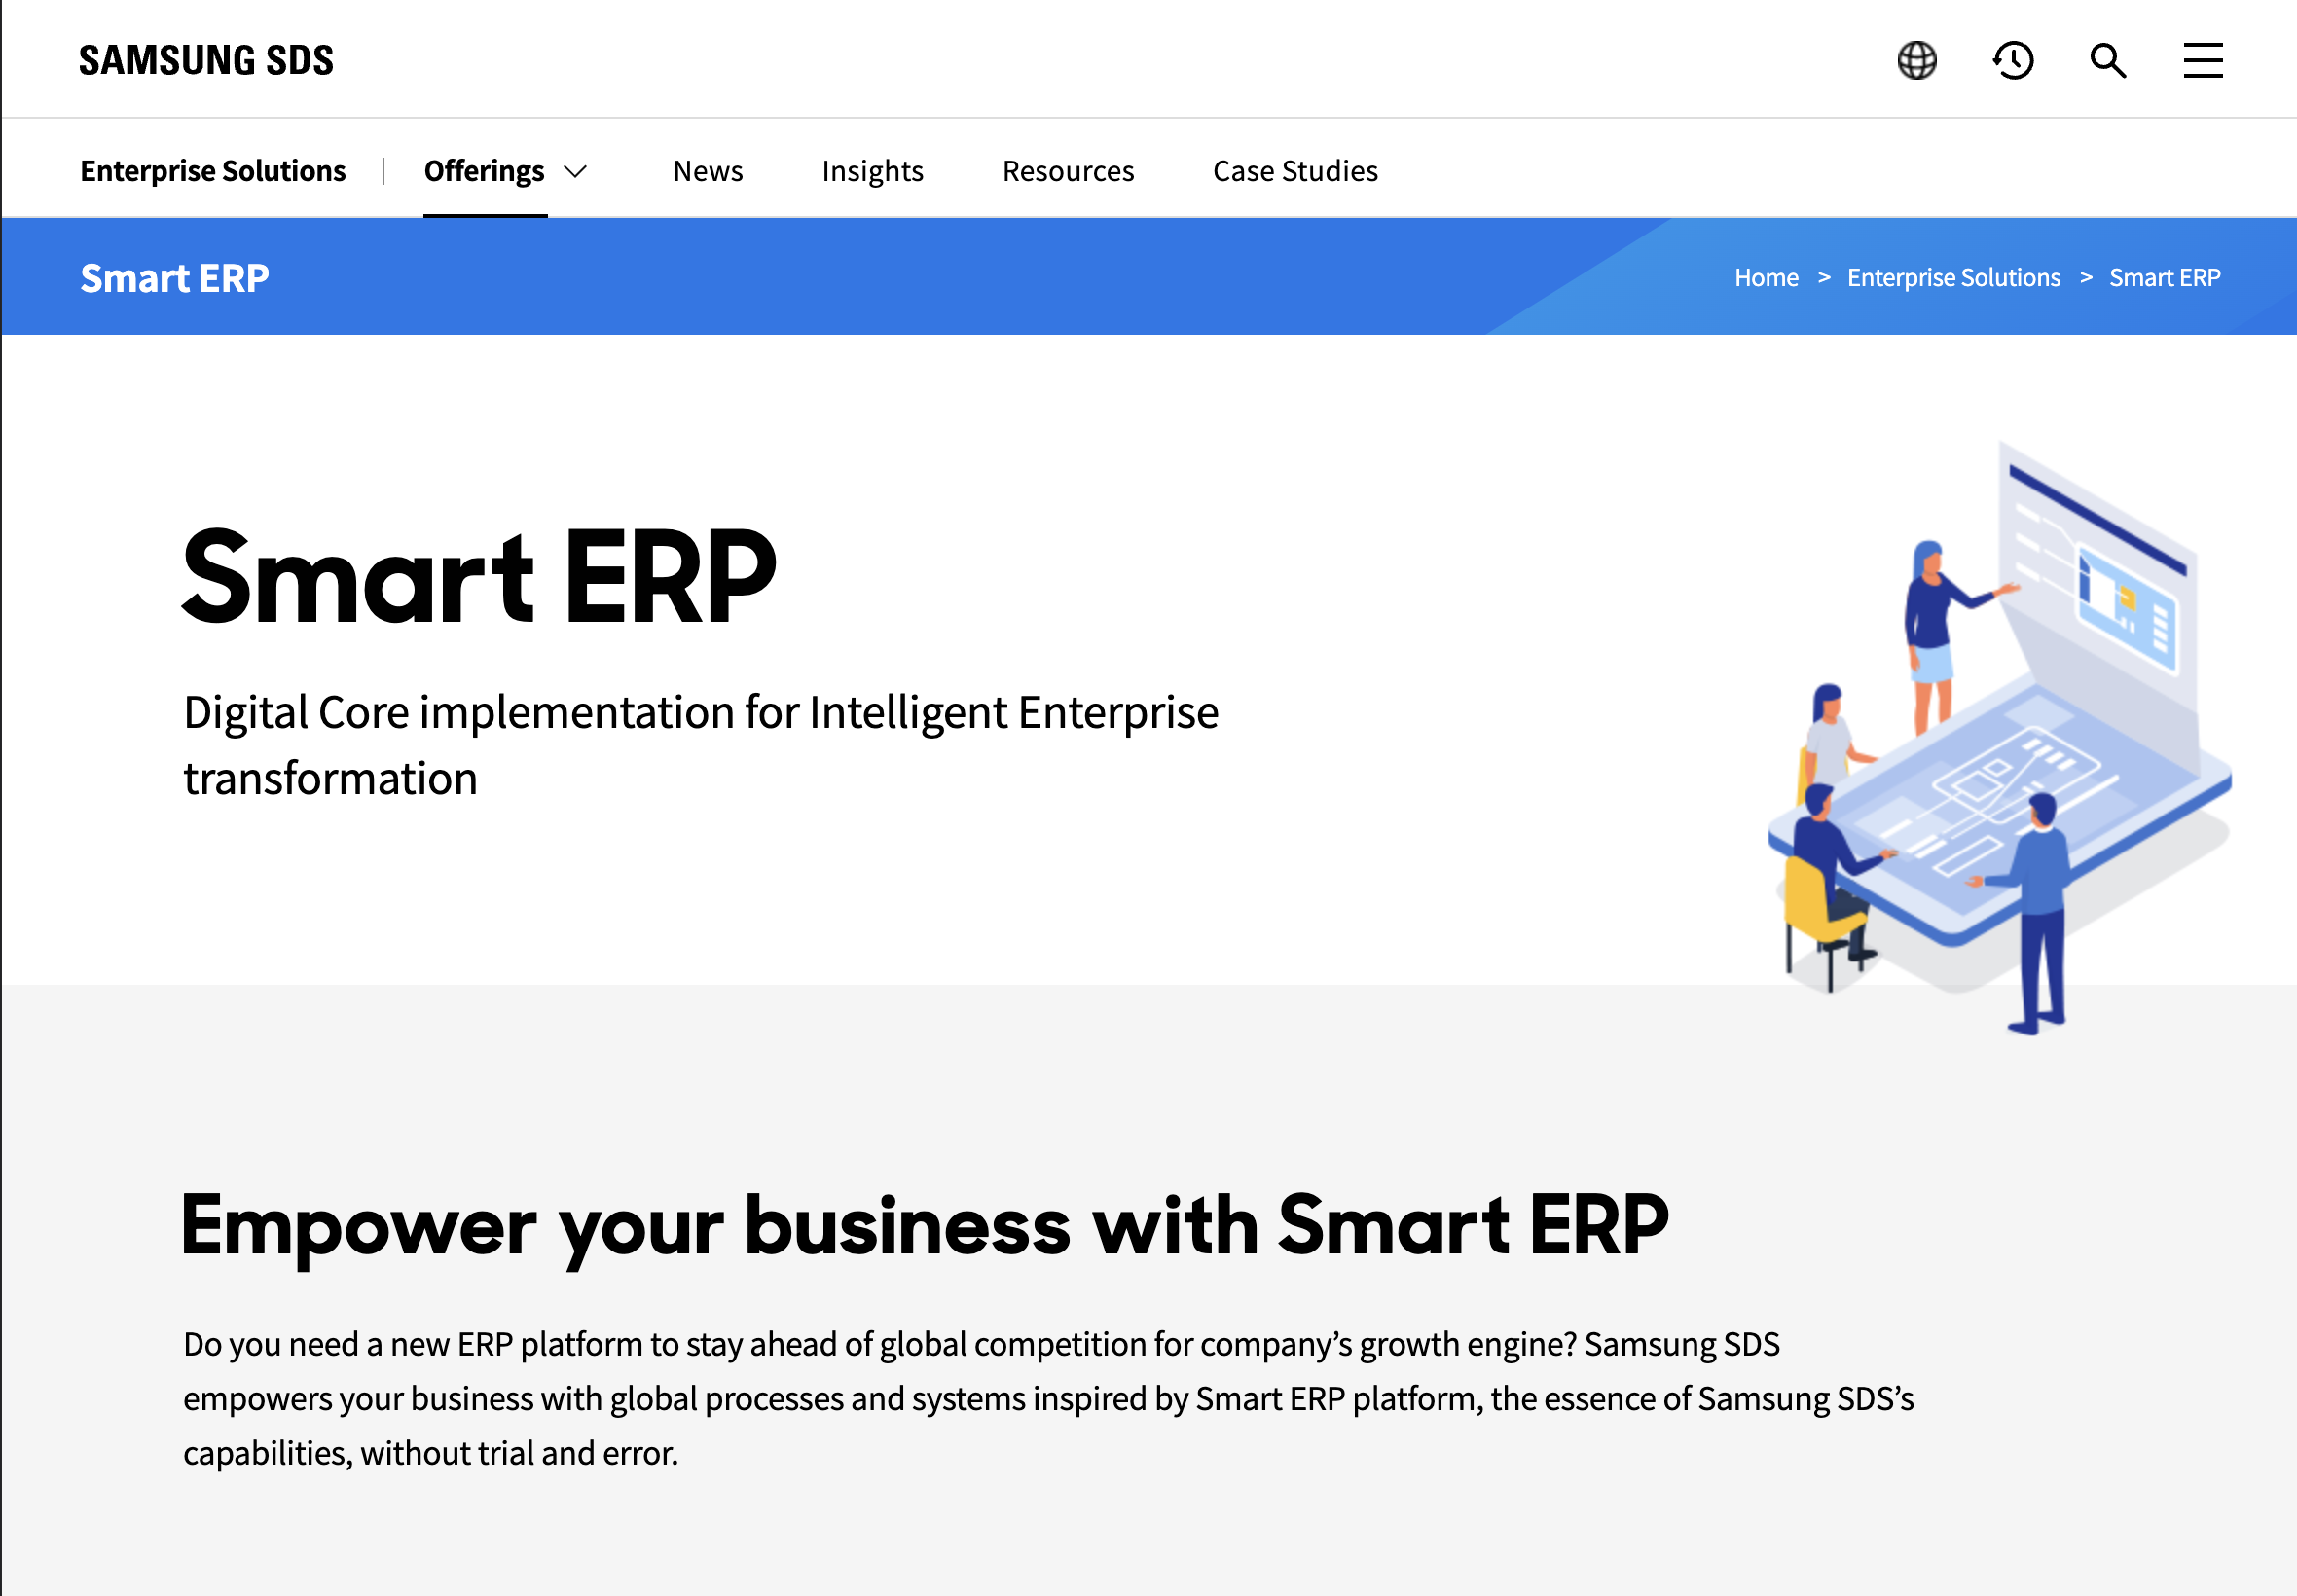 SAMSUNG SDS
Enterprise Solutions | Offerings News Insights Resources Case Studies
Smart ERP
Home > Enterprise Solutions > Smart ERP
Smart ERP
Digital Core implementation for Intelligent Enterprise
transformation
Empower your business with Smart ERP
Do you need a new ERP platform to stay ahead of global competition for company’s growth engine? Samsung SDS
empowers your business with global processes and systems inspired by Smart ERP platform, the essence of Samsung SDS’s
capabilities, without trial and error.